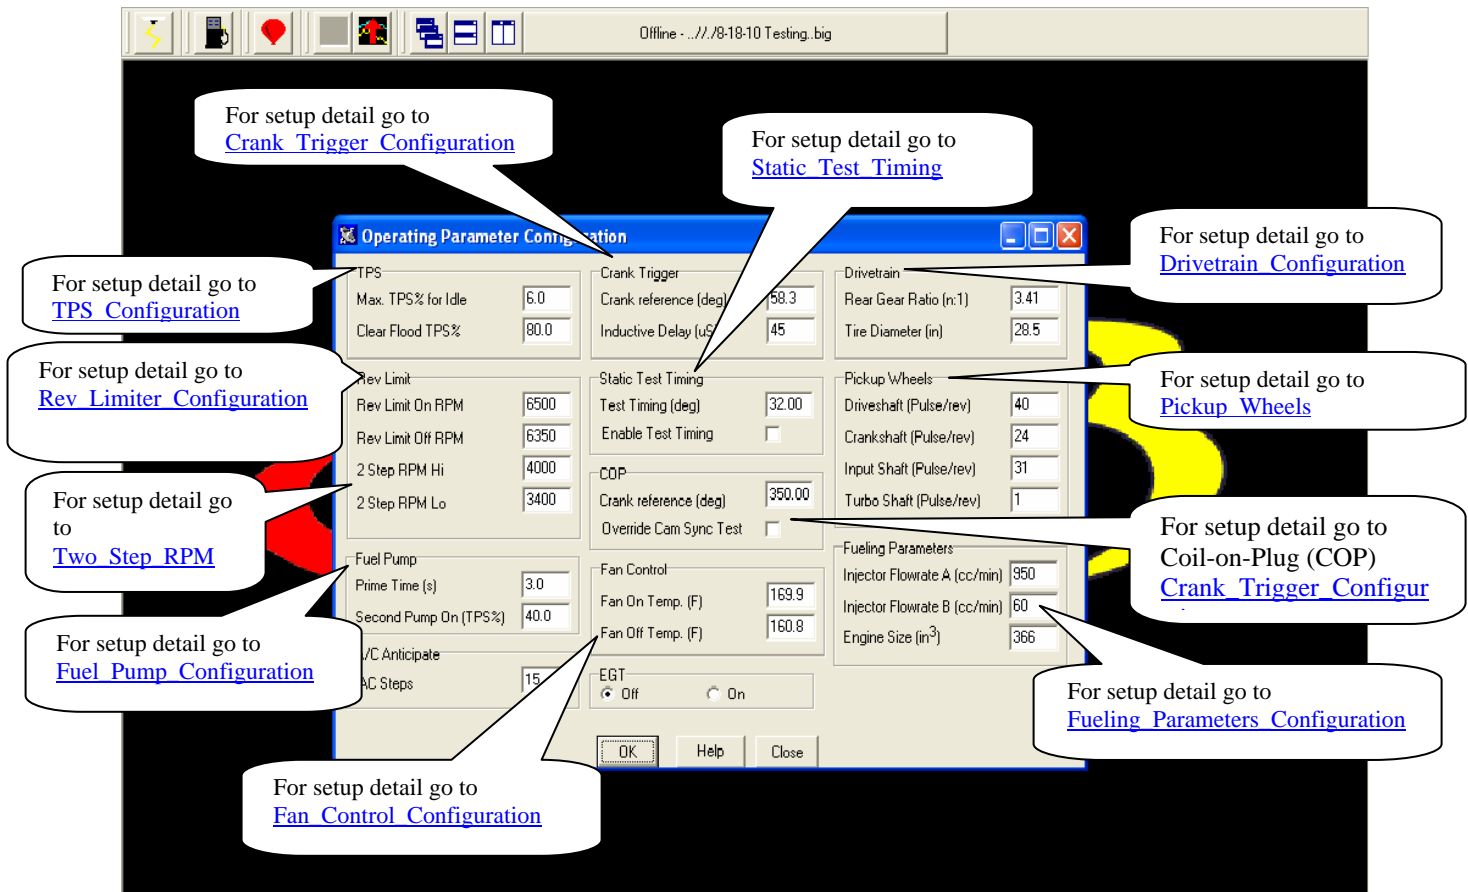 Offline - ..//./8-18-10 Testing..big
For setup detail go to
Crank_Trigger_Configuration
For setup detail go to
Static_Test_Timing
For setup detail go to
Drivetrain_Configuration
For setup detail go to
TPS_Configuration
For setup detail go to
Rev_Limiter_Configuration
For setup detail go to
Pickup_Wheels
For setup detail go
to
Two_Step_RPM
For setup detail go to
Coil-on-Plug (COP)
Crank_Trigger_Configur
For setup detail go to
Fuel_Pump_Configuration
For setup detail go to
Fueling_Parameters_Configuration
For setup detail go to
Fan_Control_Configuration
Operating Parameter Config ation
TPS
Max. TPS% for Idle 6.0
Clear Flood TPS% 80.0
Rev Limit
Rev Limit On RPM 6500
Rev Limit Off RPM 6350
2 Step RPM Hi 4000
2 Step RPM Lo 3400
Fuel Pump
Prime Time (s) 3.0
Second Pump On (TPS%) 40.0
A/C Anticipate
AC Steps 15
Crank Trigger
Crank reference (deg) 58.3
Inductive Delay (uS) 45
Static Test Timing
Test Timing (deg) 32.00
Enable Test Timing
COP
Crank reference (deg) 350.00
Override Cam Sync Test
Fan Control
Fan On Temp. (F) 169.9
Fan Off Temp. (F) 160.8
EGT
Off On
Drivetrain
Rear Gear Ratio (n:1) 3.41
Tire Diameter (in) 28.5
Pickup Wheels
Driveshaft (Pulse/rev) 40
Crankshaft (Pulse/rev) 24
Input Shaft (Pulse/rev) 31
Turbo Shaft (Pulse/rev) 1
Fueling Parameters
Injector Flowrate A (cc/min) 950
Injector Flowrate B (cc/min) 60
Engine Size (in3) 366
OK Help Close